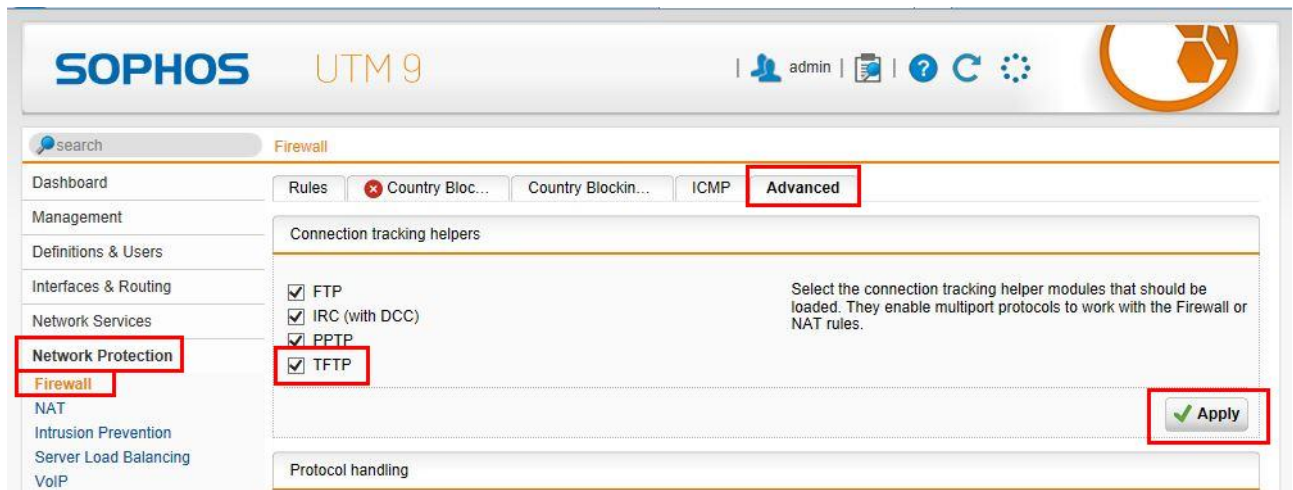 SOPHOS UTM 9
admin
search
Firewall
Dashboard
Management
Definitions & Users
Interfaces & Routing
Network Services
Network Protection
Firewall
NAT
Intrusion Prevention
Server Load Balancing
VoIP
Rules
Country Bloc...
Country Blockin...
ICMP
Advanced
Connection tracking helpers
FTP
IRC (with DCC)
PPTP
TFTP
Select the connection tracking helper modules that should be
loaded. They enable multiport protocols to work with the Firewall or
NAT rules.
Apply
Protocol handling